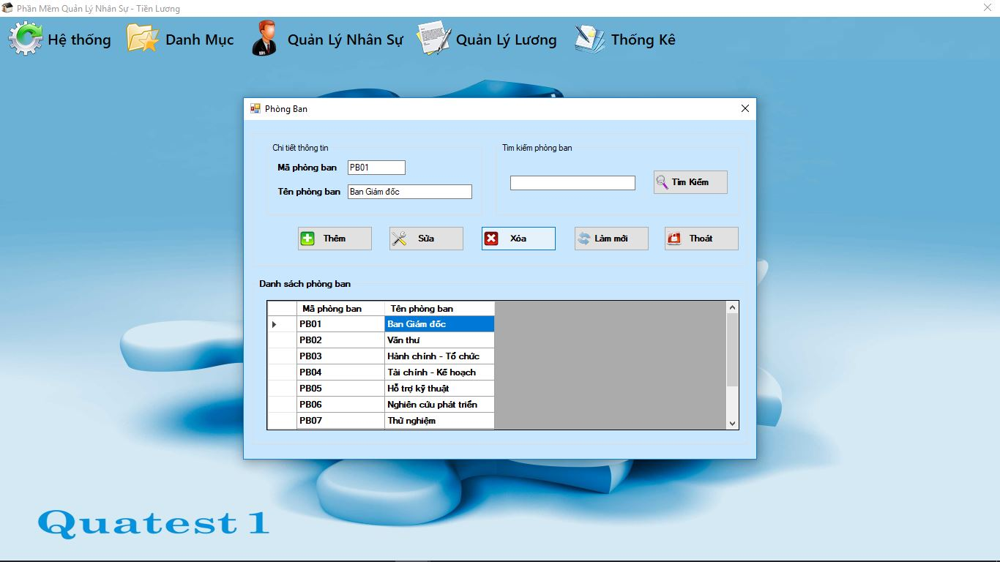 Phần Mềm Quản Lý Nhân Sự - Tiền Lương
Hệ thống Danh Mục Quản Lý Nhân Sự Quản Lý Lương Thống Kê
Phòng Ban
Chi tiết thông tin
Mã phòng ban PB01
Tên phòng ban Ban Giám đốc
Tìm kiếm phòng ban
Tìm Kiếm
Thêm Sửa Xóa Làm mới Thoát
Danh sách phòng ban
Mã phòng ban Tên phòng ban
PB01 Ban Giám đốc
PB02 Văn thư
PB03 Hành chính - Tổ chức
PB04 Tài chính - Kế hoạch
PB05 Hỗ trợ kỹ thuật
PB06 Nghiên cứu phát triển
PB07 Thử nghiệm
Quatest 1